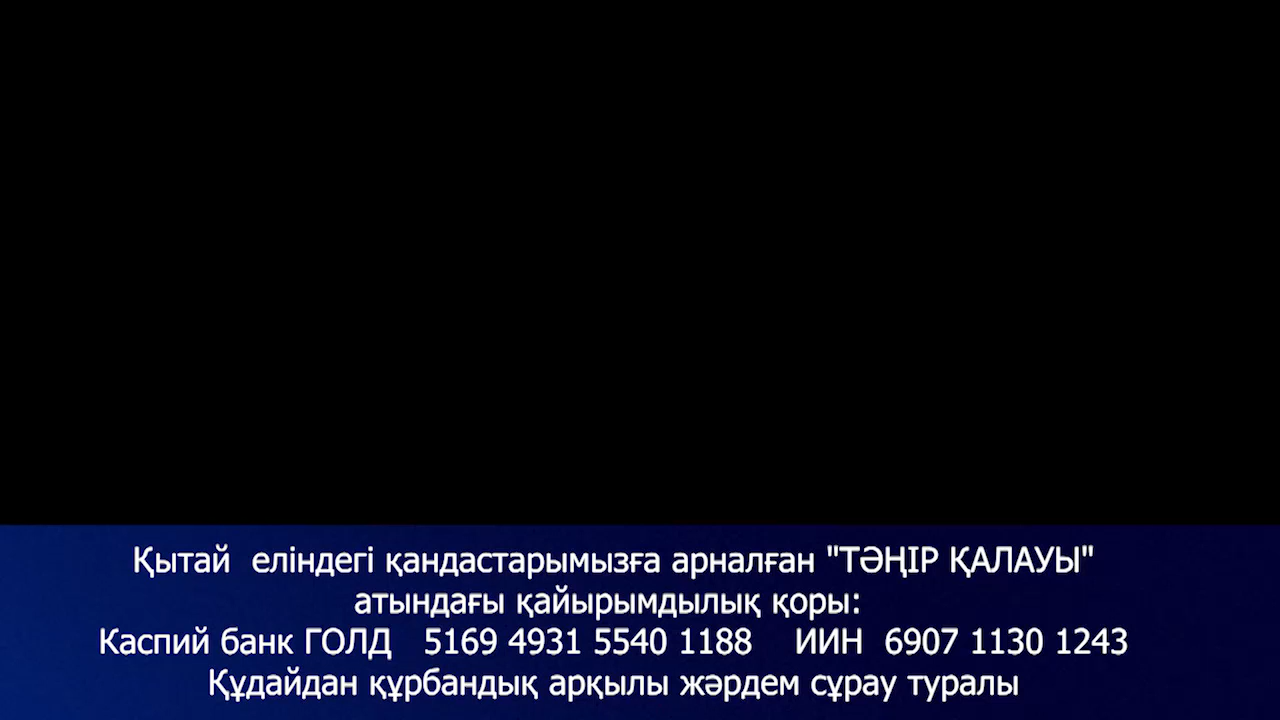 Қытай еліндегі қандастарымызға арналған "ТӘҢІР ҚАЛАУЫ"
атындағы қайырымдылық қоры:
Каспий банк ГОЛД 5169 4931 5540 1188 ИИН 6907 1130 1243
Құдайдан құрбандық арқылы жәрдем сұрау туралы